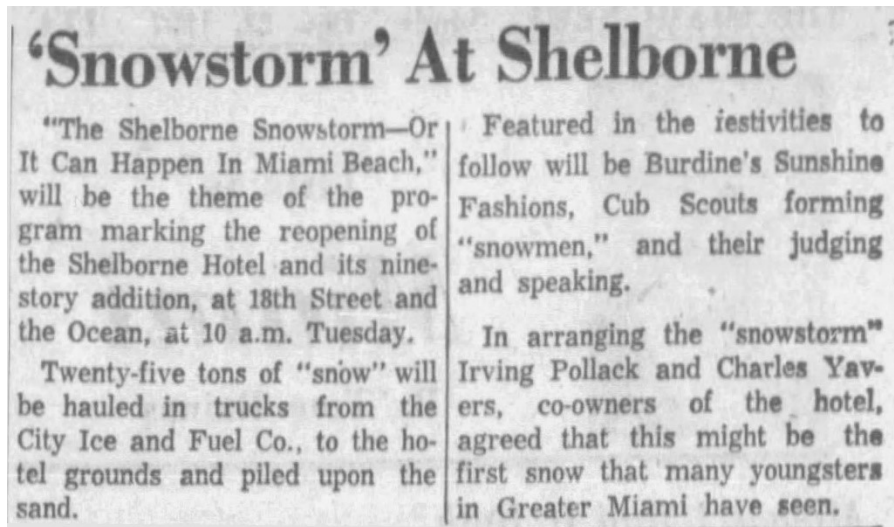 'Snowstorm' At Shelborne
"The Shelborne Snowstorm—Or
It Can Happen In Miami Beach,"
will be the theme of the pro-
gram marking the reopening of
the Shelborne Hotel and its nine-
story addition, at 18th Street and
the Ocean, at 10 a.m. Tuesday.
Twenty-five tons of "snow" will
be hauled in trucks from the
City Ice and Fuel Co., to the ho-
tel grounds and piled upon the
sand.
Featured in the festivities to
follow will be Burdine's Sunshine
Fashions, Cub Scouts forming
"snowmen," and their judging
and speaking.
In arranging the "snowstorm"
Irving Pollack and Charles Yav-
ers, co-owners of the hotel,
agreed that this might be the
first snow that many youngsters
in Greater Miami have seen.